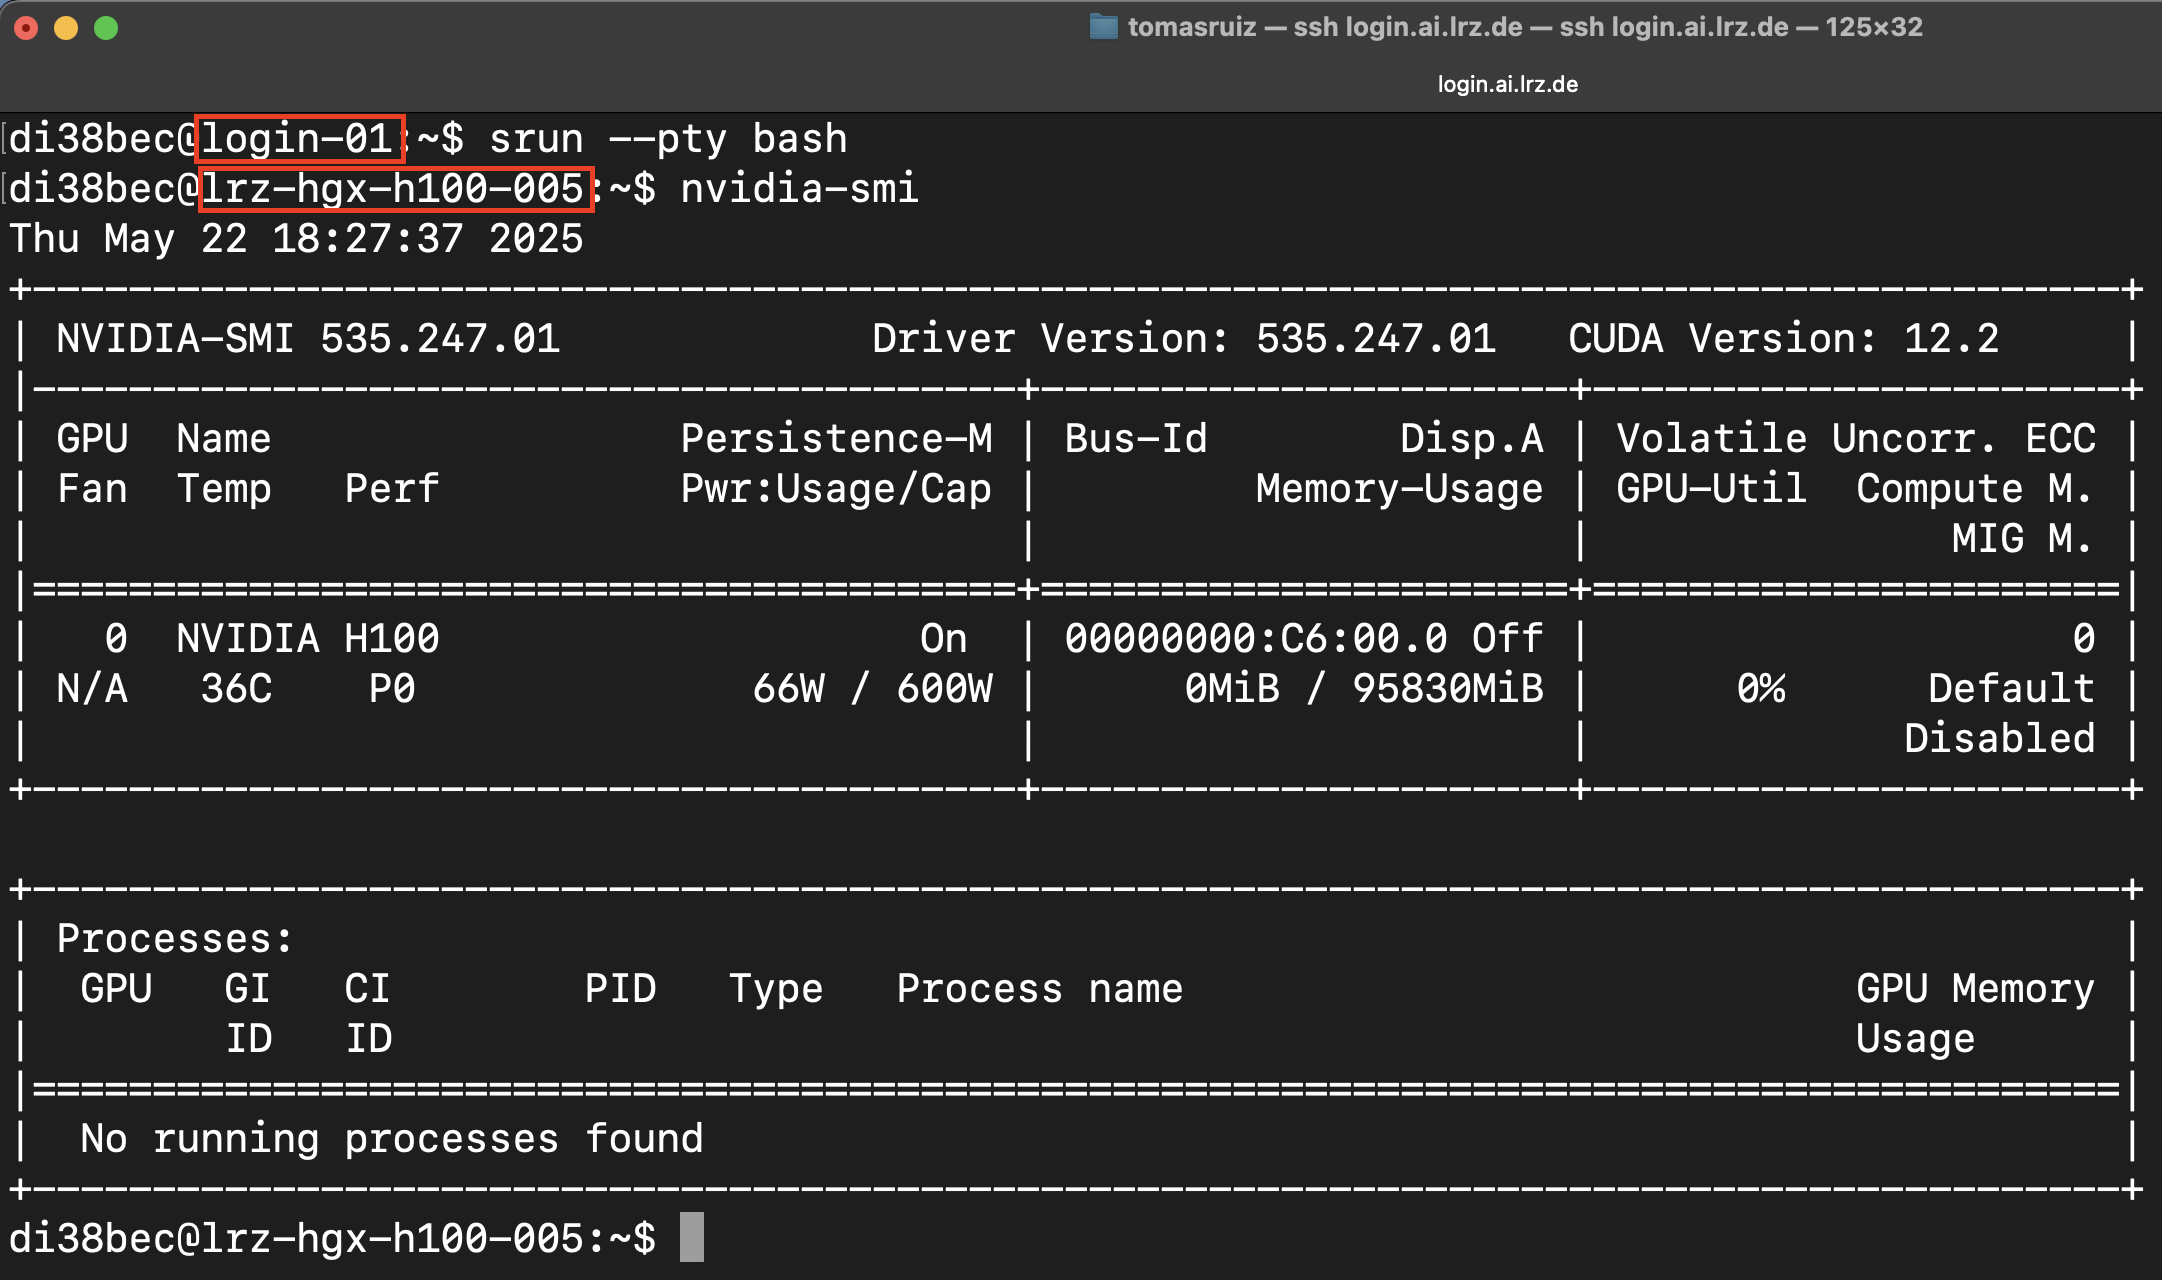 tomasruiz — ssh login.ai.lrz.de — ssh login.ai.lrz.de — 125×32
login.ai.lrz.de
[di38bec@login-01:~$ srun --pty bash
[di38bec@lrz-hgx-h100-005:~$ nvidia-smi
Thu May 22 18:27:37 2025
+-----------------------------------------------------------------------------------------+
| NVIDIA-SMI 535.247.01             Driver Version: 535.247.01   CUDA Version: 12.2     |
|-----------------------------------------+----------------------+----------------------+
| GPU  Name                 Persistence-M | Bus-Id        Disp.A | Volatile Uncorr. ECC |
| Fan  Temp   Perf          Pwr:Usage/Cap |         Memory-Usage | GPU-Util  Compute M. |
|                                         |                      |               MIG M. |
|=========================================+======================+======================|
|   0  NVIDIA H100                    On  | 00000000:C6:00.0 Off |                    0 |
| N/A   36C    P0              66W / 600W |      0MiB / 95830MiB |      0%      Default |
|                                         |                      |             Disabled |
+-----------------------------------------+----------------------+----------------------+
+---------------------------------------------------------------------------------------+
| Processes:                                                                            |
|  GPU   GI   CI        PID   Type   Process name                            GPU Memory |
|        ID   ID                                                             Usage      |
|=======================================================================================|
|  No running processes found                                                           |
+---------------------------------------------------------------------------------------+
di38bec@lrz-hgx-h100-005:~$